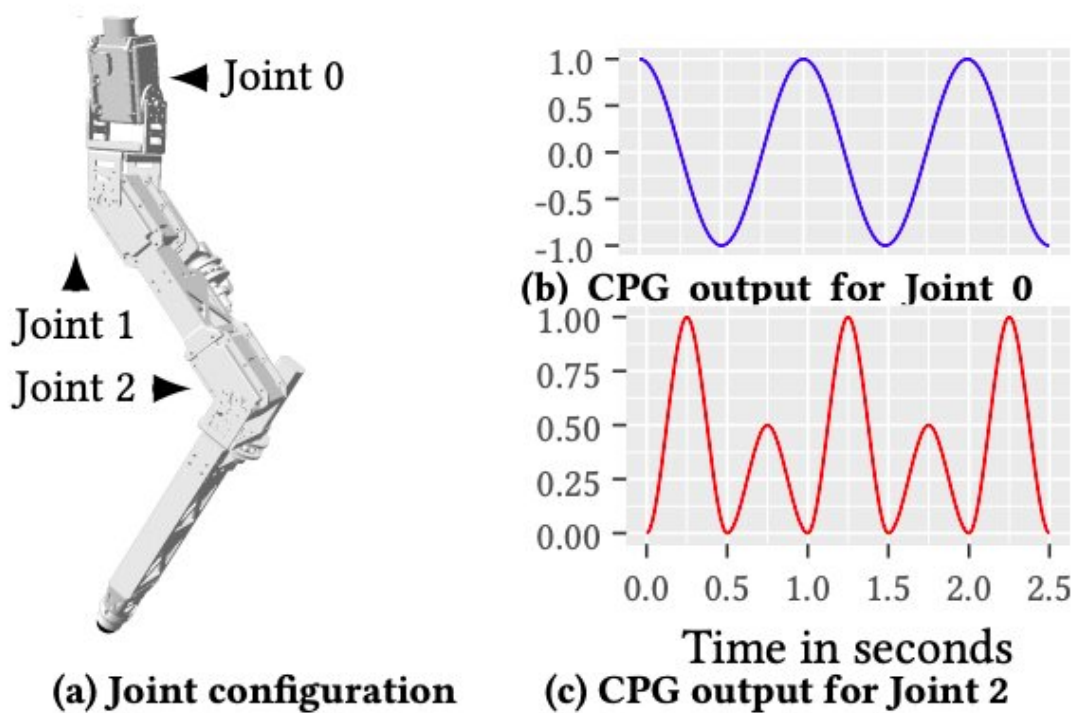 Joint 0
Joint 1
Joint 2
(a) Joint configuration
1.0
0.5
0.0
-0.5
-1.0
(b) CPG output for Joint 0
1.00
0.75
0.50
0.25
0.00
0.0 0.5 1.0 1.5 2.0 2.5
Time in seconds
(c) CPG output for Joint 2